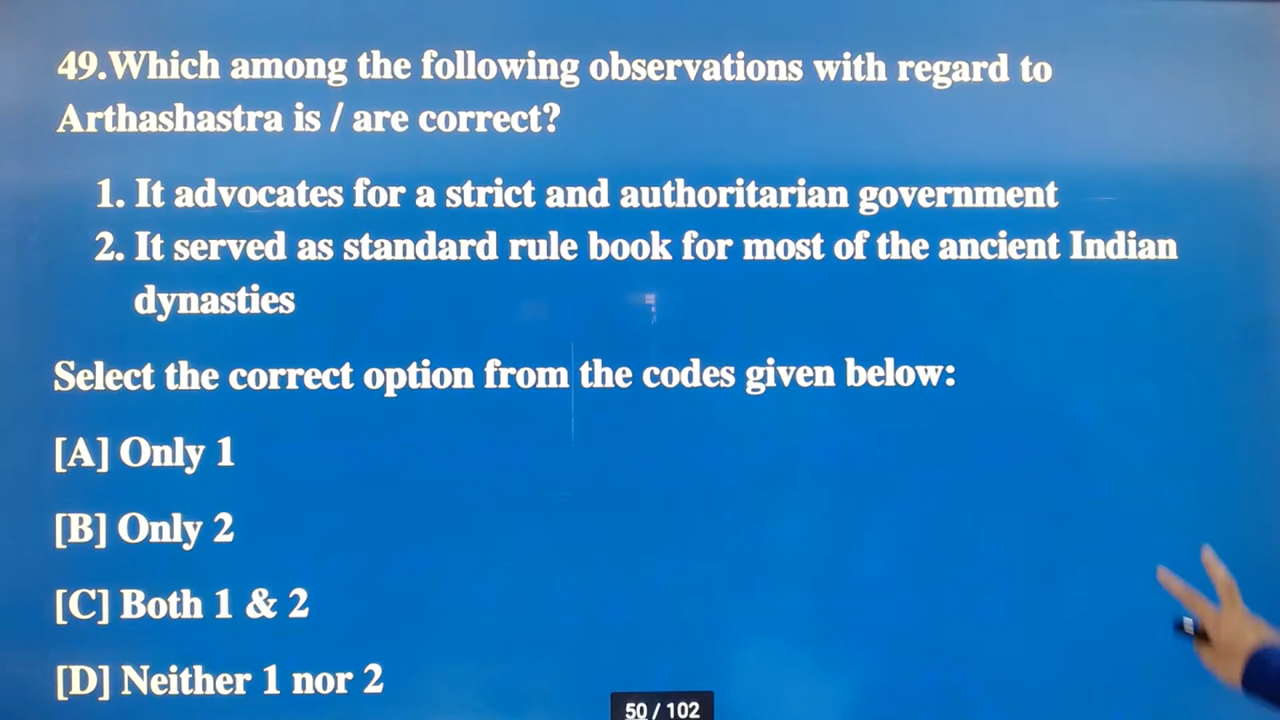 49.Which among the following observations with regard to
Arthashastra is / are correct?
1. It advocates for a strict and authoritarian government
2. It served as standard rule book for most of the ancient Indian
dynasties
Select the correct option from the codes given below:
[A] Only 1
[B] Only 2
[C] Both 1 & 2
[D] Neither 1 nor 2
50 / 102